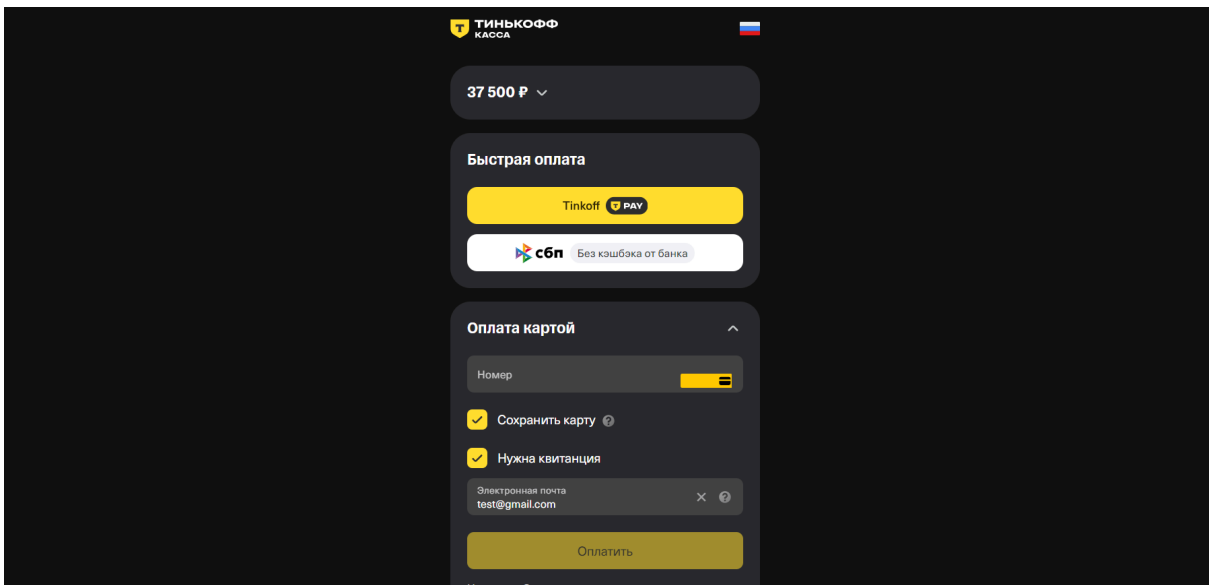 ТИНЬКОФФ
КАССА
37 500 ₽
Быстрая оплата
Tinkoff PAY
сбп Без кэшбэка от банка
Оплата картой
Номер
Сохранить карту
Нужна квитанция
Электронная почта
test@gmail.com
Оплатить